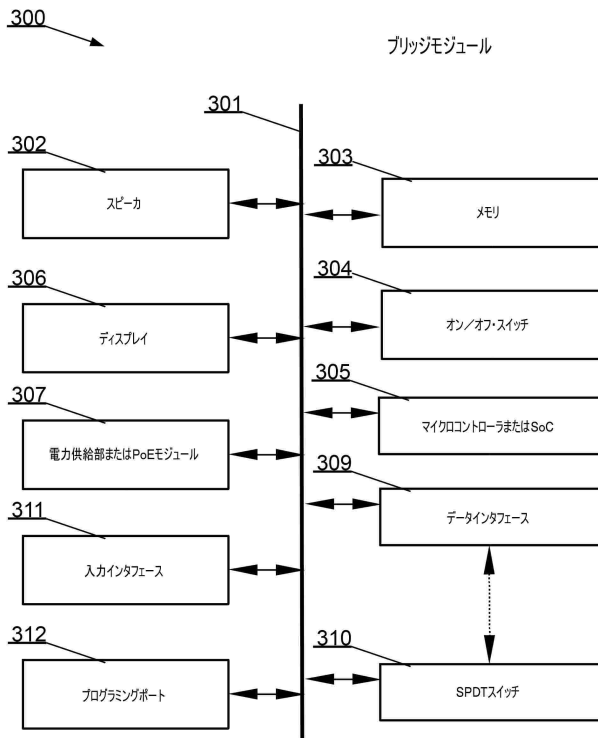 300
ブリッジモジュール
301
302
スピーカ
303
メモリ
304
オン／オフ・スイッチ
306
ディスプレイ
305
マイクロコントローラまたはSoC
307
電力供給部またはPoEモジュール
309
データインタフェース
311
入力インタフェース
310
SPDTスイッチ
312
プログラミングポート